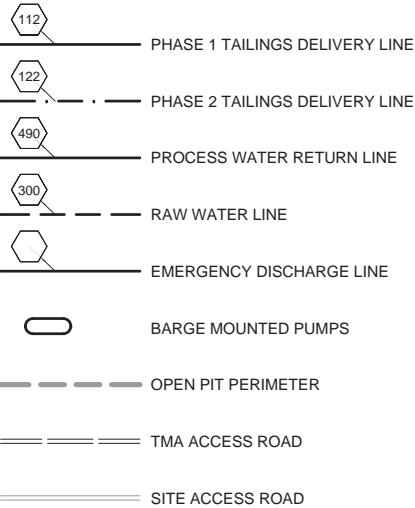 112
PHASE 1 TAILINGS DELIVERY LINE
122
PHASE 2 TAILINGS DELIVERY LINE
490
PROCESS WATER RETURN LINE
300
RAW WATER LINE
EMERGENCY DISCHARGE LINE
BARGE MOUNTED PUMPS
OPEN PIT PERIMETER
TMA ACCESS ROAD
SITE ACCESS ROAD